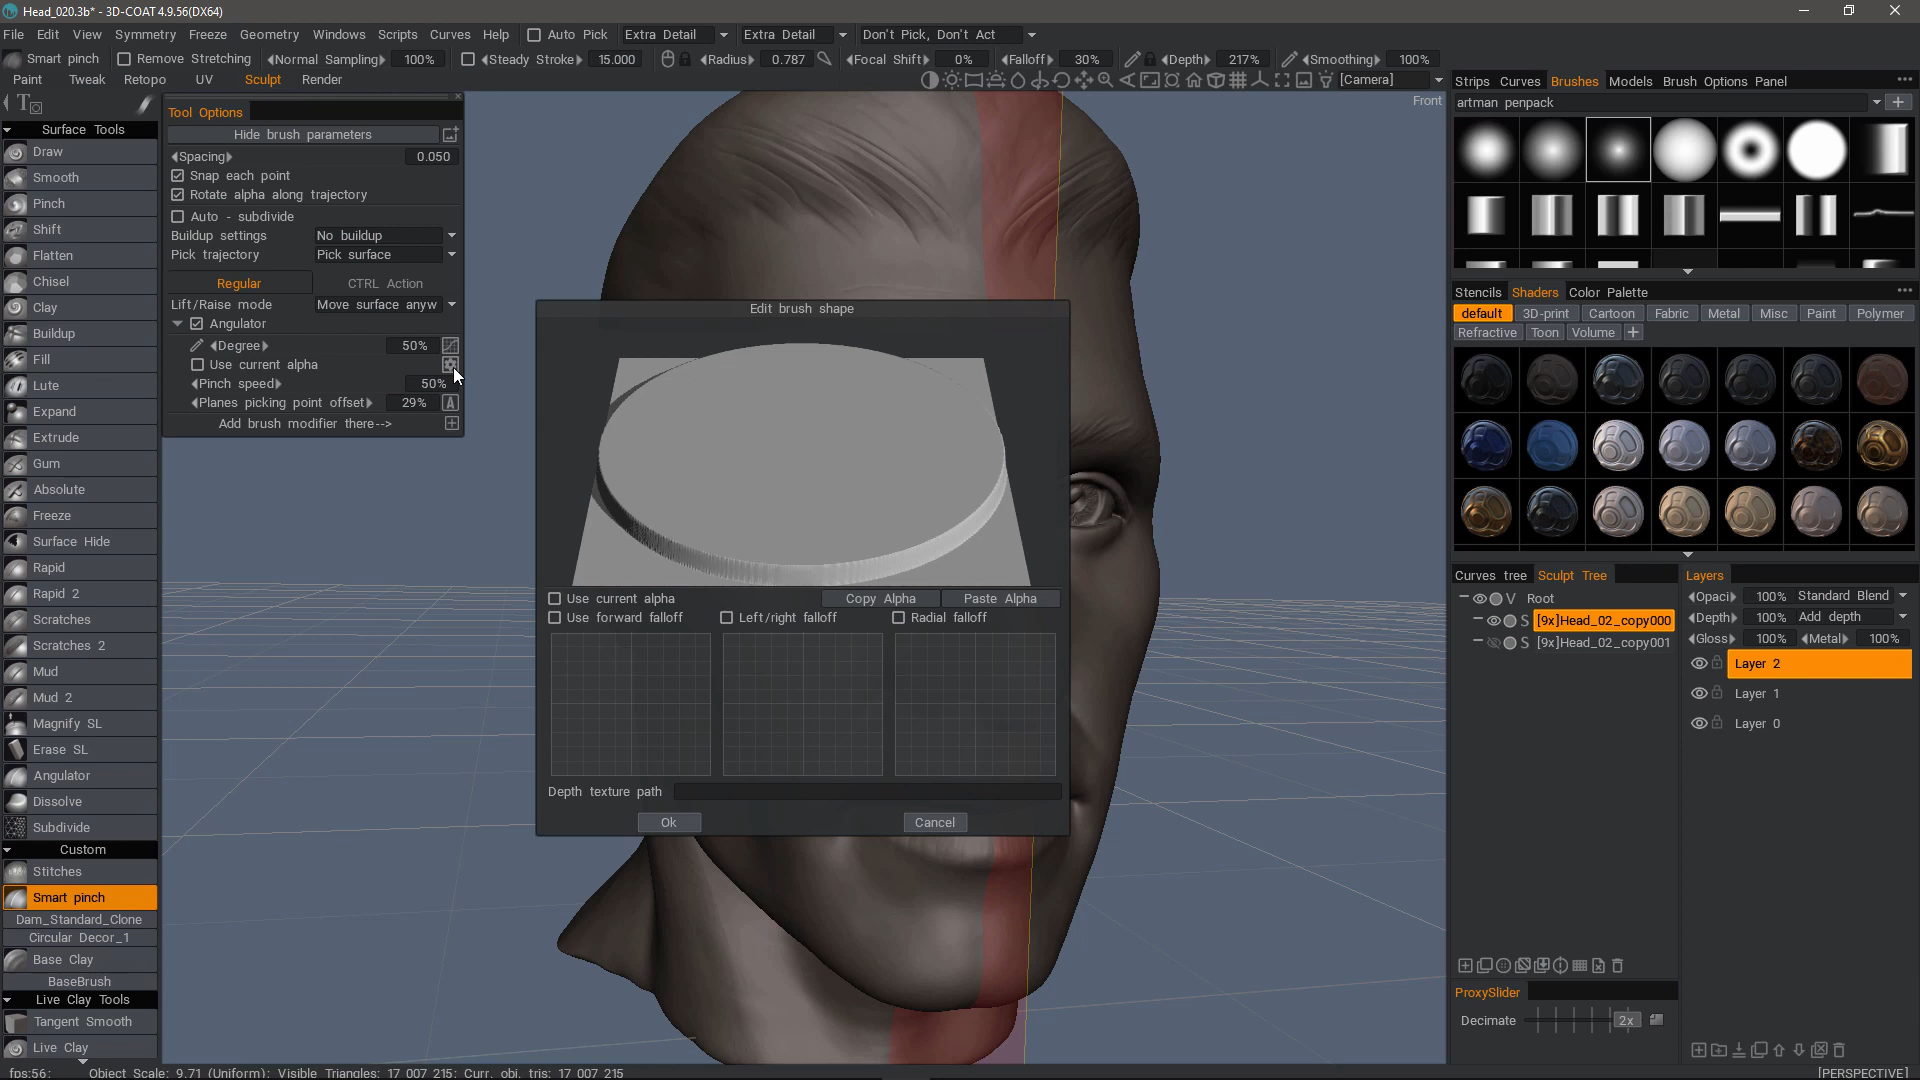 Head_020.3b* - 3D-COAT 4.9.56(DX64)
File Edit View Symmetry Freeze Geometry Windows Scripts Curves Help Auto Pick Extra Detail Extra Detail Don't Pick, Don't Act
Smart pinch Remove Stretching Normal Sampling 100% Steady Stroke 15.000 Radius 0.787 Focal Shift 0% Falloff 30% Depth 217% Smoothing 100%
Paint Tweak Retopo UV Sculpt Render [Camera]
Strips Curves Brushes Models Brush Options Panel
artman penpack
Front
Tool Options
Hide brush parameters
Spacing 0.050
Snap each point
Rotate alpha along trajectory
Auto - subdivide
Buildup settings No buildup
Pick trajectory Pick surface
Regular CTRL Action
Lift/Raise mode Move surface anyw
Angulator
Degree 50%
Use current alpha
Pinch speed 50%
Planes picking point offset 29% A
Add brush modifier there-->
Surface Tools
Draw
Smooth
Pinch
Shift
Flatten
Chisel
Clay
Buildup
Fill
Lute
Expand
Extrude
Gum
Absolute
Freeze
Surface Hide
Rapid
Rapid 2
Scratches
Scratches 2
Mud
Mud 2
Magnify SL
Erase SL
Angulator
Dissolve
Subdivide
Custom
Stitches
Smart pinch
Dam_Standard_Clone
Circular Decor_1
Base Clay
BaseBrush
Live Clay Tools
Tangent Smooth
Live Clay
Edit brush shape
Use current alpha Copy Alpha Paste Alpha
Use forward falloff Left/right falloff Radial falloff
Depth texture path
Ok Cancel
Stencils Shaders Color Palette
default 3D-print Cartoon Fabric Metal Misc Paint Polymer
Refractive Toon Volume
Curves tree Sculpt Tree
V Root
S [9x]Head_02_copy000
S [9x]Head_02_copy001
ProxySlider
Decimate 2x
Layers
Opaci 100% Standard Blend
Depth 100% Add depth
Gloss 100% Metal 100%
Layer 2
Layer 1
Layer 0
fps:56; Object Scale: 9.71 (Uniform); Visible Triangles: 17 007 215; Curr. obj. tris: 17 007 215 [PERSPECTIVE]